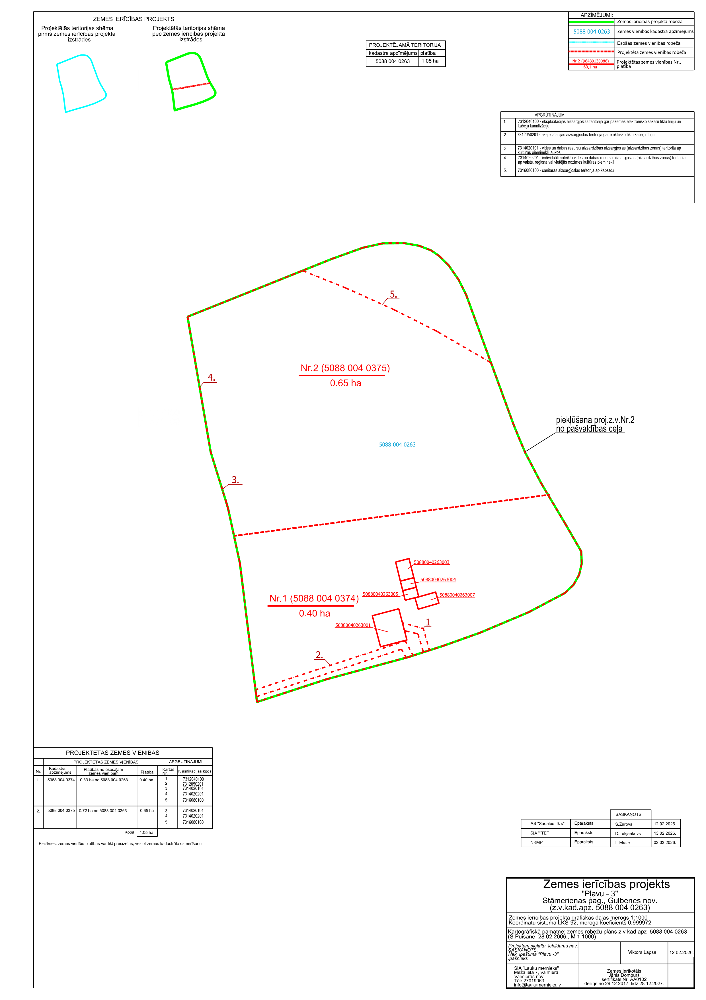 ZEMES IERĪCĪBAS PROJEKTS
Projektētās teritorijas shēma
pirms zemes ierīcības projekta
izstrādes
Projektētās teritorijas shēma
pēc zemes ierīcības projekta
izstrādes
PROJEKTĒJAMĀ TERITORIJA
kadastra apzīmējums platība
5088 004 0263 1.05 ha
APZĪMĒJUMI:
Zemes ierīcības projekta robeža
5088 004 0263 Zemes vienības kadastra apzīmējums
Esošās zemes vienības robeža
Projektēta zemes vienības robeža
Nr.2 (96480130086)
60,1 ha
Projektētas zemes vienības Nr.,
platība
APGRŪTINĀJUMI
1. 7312040100 - ekspluatācijas aizsargjoslas teritorija gar pazemes elektronisko sakaru tīklu līniju un
kabeļu kanalizāciju
2. 7312050201 - ekspluatācijas aizsargjoslas teritorija gar elektrisko tīklu kabeļu līniju
3. 7314020101 - vides un dabas resursu aizsardzības aizsargjoslas (aizsardzības zonas) teritorija ap
kultūras pieminekli laukos
4. 7314020201 - individuāli noteikta vides un dabas resursu aizsargjoslas (aizsardzības zonas) teritorija
ap valsts, reģiona vai vietējās nozīmes kultūras pieminekli
5. 7316080100 - sanitārās aizsargjoslas teritorija ap kapsētu
5.
Nr.2 (5088 004 0375)
0.65 ha
4.
piekļūšana proj.z.v.Nr.2
no pašvaldības ceļa
5088 004 0263
3.
50880040263003
50880040263004
50880040263005
50880040263007
Nr.1 (5088 004 0374)
0.40 ha
50880040263001
1
2.
PROJEKTĒTĀS ZEMES VIENĪBAS
PROJEKTĒTĀS ZEMES VIENĪBAS APGRŪTINĀJUMI
Nr. Kadastra
apzīmējums
Platības no esošajām
zemes vienībām
Platība
Kārtas
Nr.
Klasifikācijas kods
1. 5088 004 0374 0.33 ha no 5088 004 0263 0.40 ha 1. 7312040100
2. 7312050201
3. 7314020101
4. 7314020201
5. 7316080100
2. 5088 004 0375 0.72 ha no 5088 004 0263 0.65 ha 3. 7314020101
4. 7314020201
5. 7316080100
Kopā 1.05 ha
Piezīmes: zemes vienību platības var tikt precizētas, veicot zemes kadastrālo uzmērīšanu
SASKAŅOTS
AS "Sadales tīkls" Eparaksts S.Žurova 12.02.2026.
SIA ""TET Eparaksts D.Lukjankovs 13.02.2026.
NKMP Eparaksts I.Jekale 02.03.2026.
Zemes ierīcības projekts
"Pļavu - 3"
Stāmerienas pag., Gulbenes nov.
(z.v.kad.apz. 5088 004 0263)
Zemes ierīcības projekta grafiskās daļas mērogs 1:1000
Koordinātu sistēma LKS-92, mēroga koeficients 0.999972
Kartogrāfiskā pamatne: zemes robežu plāns z.v.kad.apz. 5088 004 0263
(S.Puisāne, 28.02.2006., M 1:1000)
Projektam piekrītu, iebildumu nav.
SASKAŅOTS.
Nek. īpašuma "Pļavu -3"
īpašnieks
Viktors Lapsa 12.02.2026.
SIA "Lauku mērnieks"
Meža iela 7, Valmiera,
Valmieras nov.
Tālr.27019063
info@laukumernieks.lv
Zemes ierīkotājs
Jānis Domburs
sertifikāts Nr. AA0102
derīgs no 29.12.2017. līdz 28.12.2027.